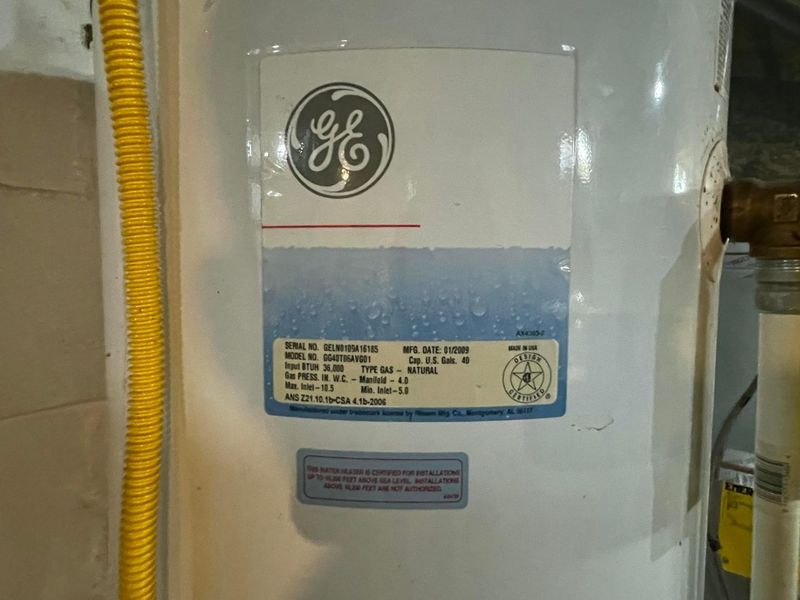 GE
AX4083-2
SERIAL NO. GELN0109A16185 MFG. DATE: 01/2009
MODEL NO. GG40T06AVG01 Cap. U.S. Gals. 40
Input BTUH 36,000 TYPE GAS - NATURAL
Gas PRESS. IN. W.C. - Manifold - 4.0
Max. Inlet-10.5 Min. Inlet-5.0
ANS Z21.10.1b•CSA 4.1b-2006
MADE IN USA
DESIGN
CERTIFIED
Manufactured under trademark license by Rheem Mfg. Co., Montgomery, AL 36117
THIS WATER HEATER IS CERTIFIED FOR INSTALLATIONS
UP TO 10,200 FEET ABOVE SEA LEVEL. INSTALLATIONS
ABOVE 10,200 FEET ARE NOT AUTHORIZED.
ENER